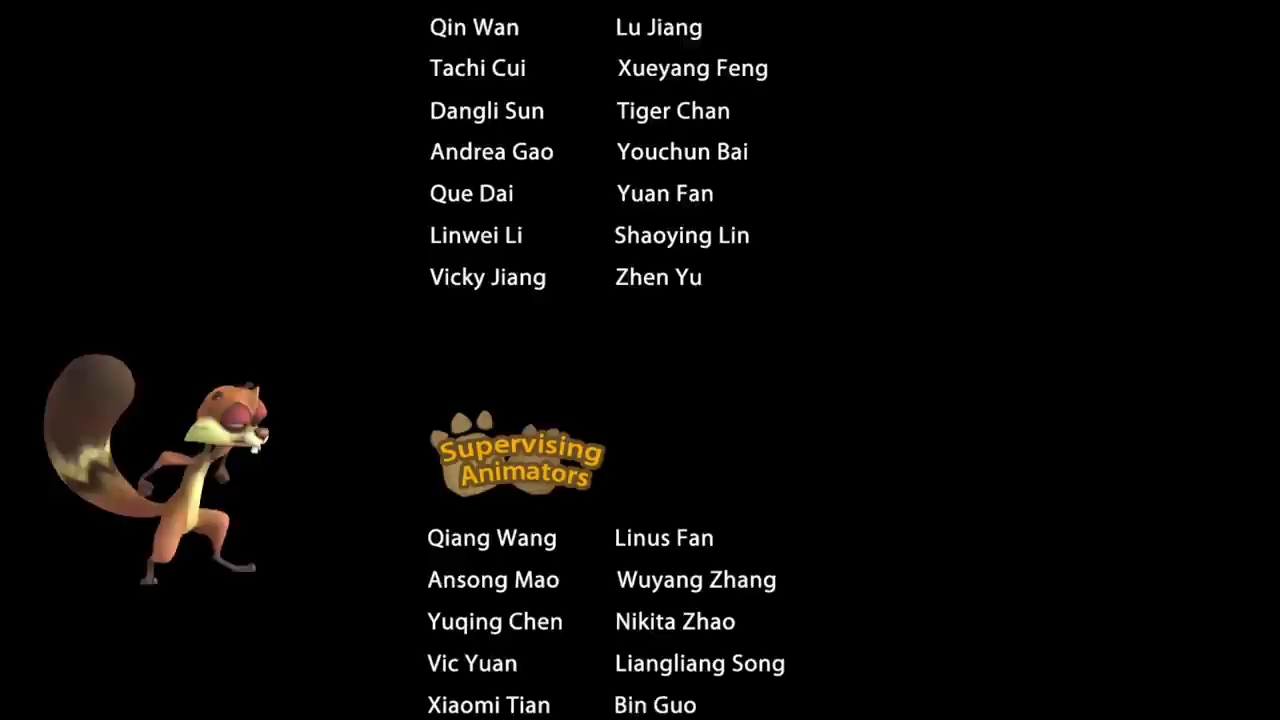 Qin Wan Lu Jiang
Tachi Cui Xueyang Feng
Dangli Sun Tiger Chan
Andrea Gao Youchun Bai
Que Dai Yuan Fan
Linwei Li Shaoying Lin
Vicky Jiang Zhen Yu
Supervising
Animators
Qiang Wang Linus Fan
Ansong Mao Wuyang Zhang
Yuqing Chen Nikita Zhao
Vic Yuan Liangliang Song
Xiaomi Tian Bin Guo